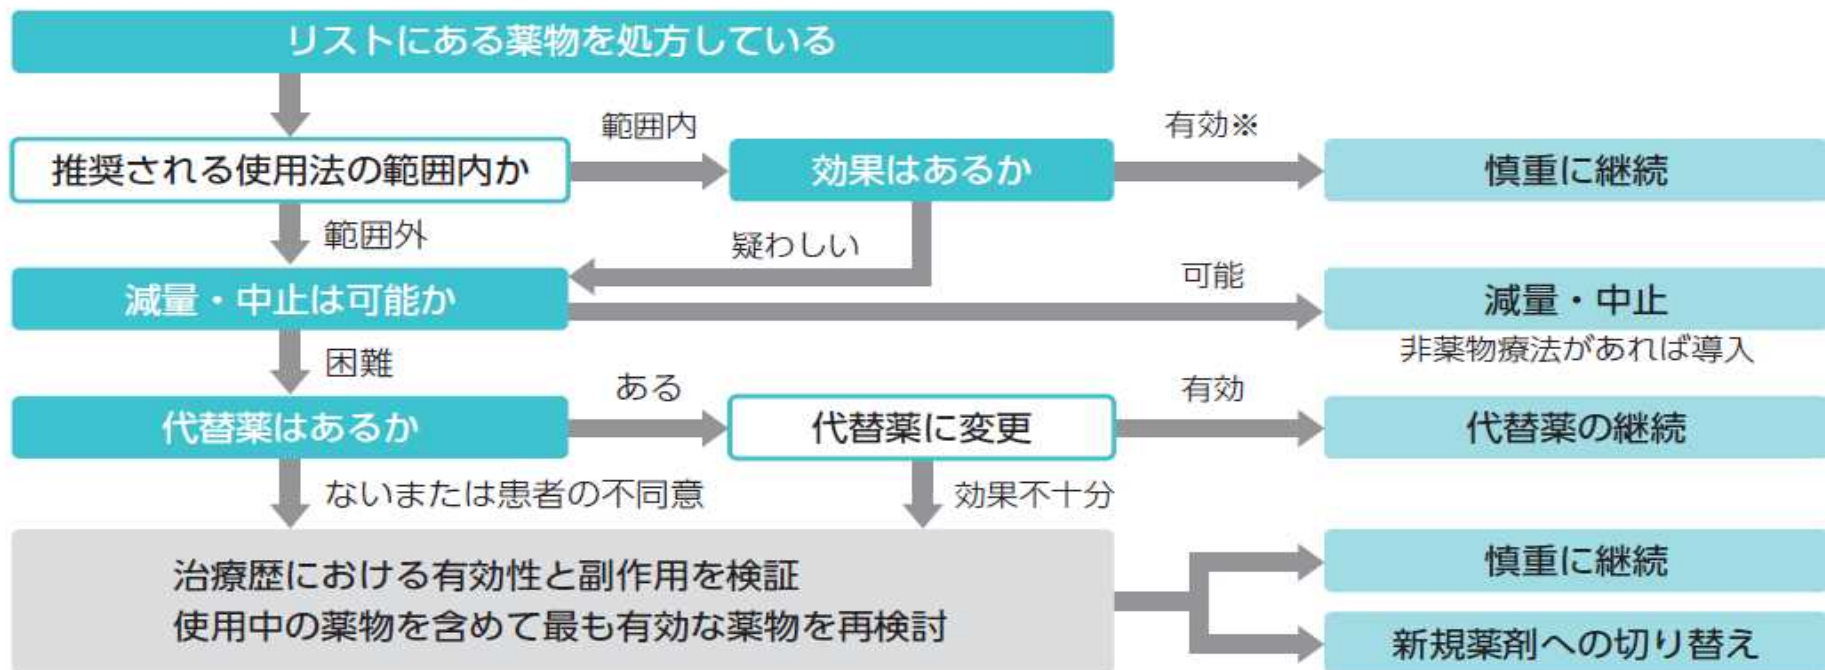 リストにある薬物を処方している
範囲内
有効※
推奨される使用法の範囲内か
効果はあるか
慎重に継続
範囲外
疑わしい
可能
減量・中止は可能か
減量・中止
非薬物療法があれば導入
困難
ある
有効
代替薬はあるか
代替薬に変更
代替薬の継続
ないまたは患者の不同意
効果不十分
治療歴における有効性と副作用を検証
使用中の薬物を含めて最も有効な薬物を再検討
慎重に継続
新規薬剤への切り替え